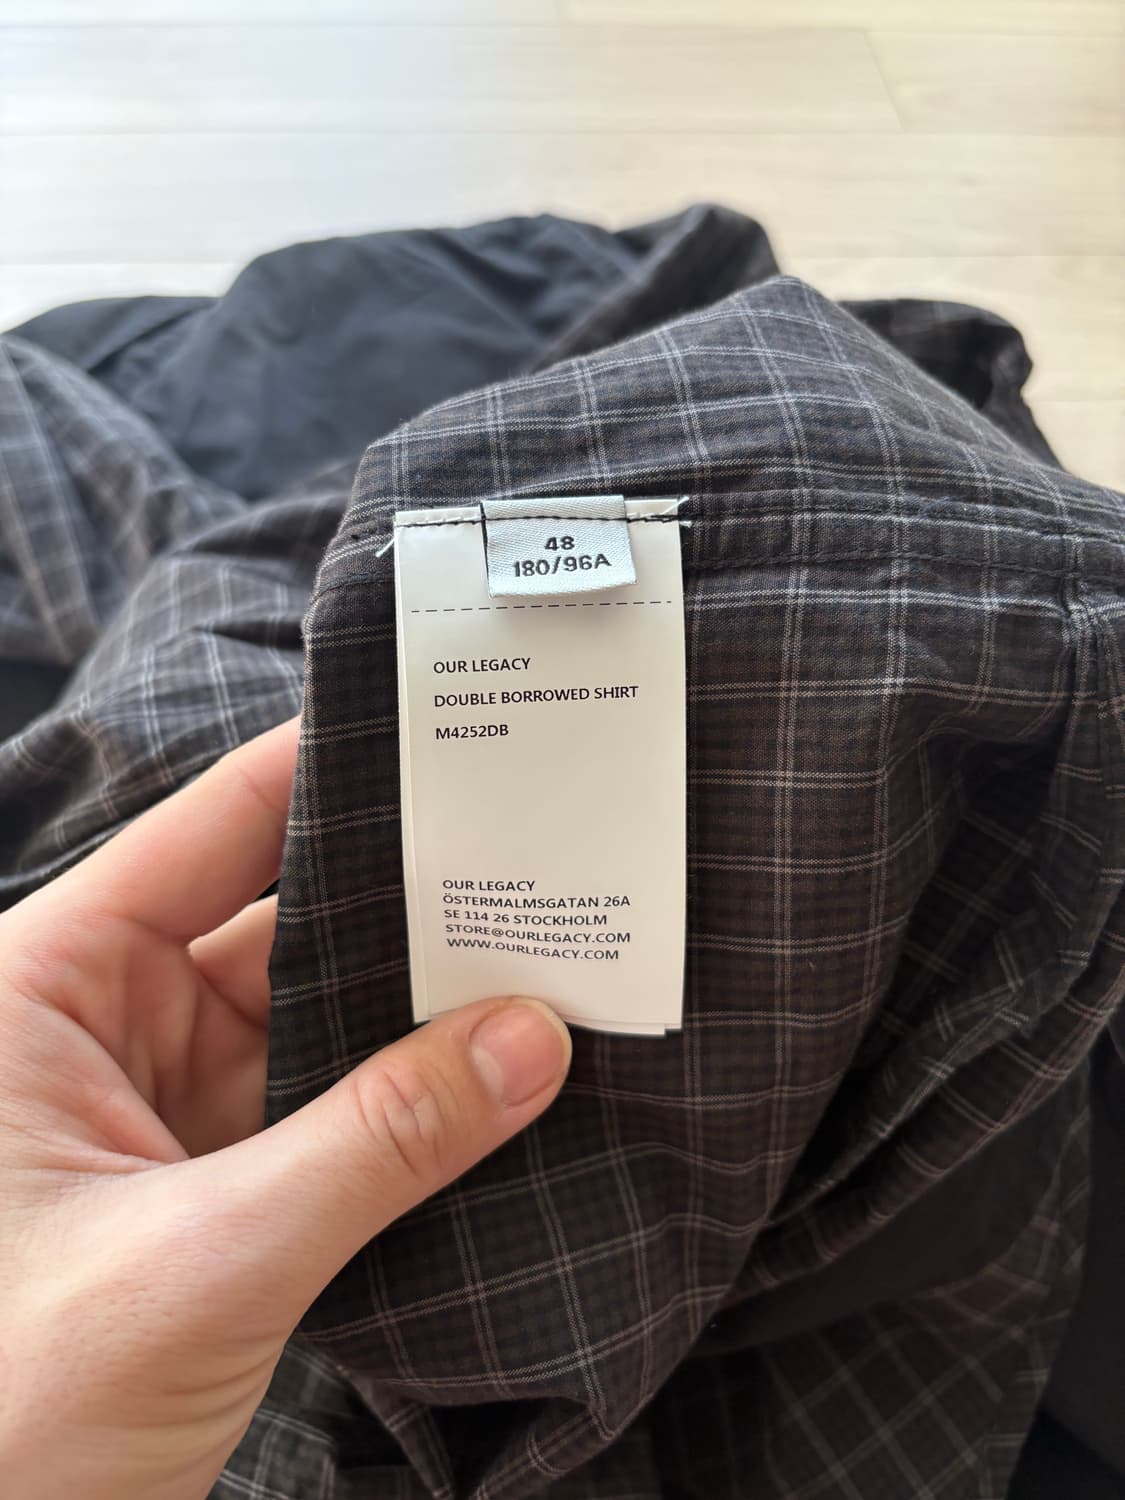 48
180/96A
OUR LEGACY
DOUBLE BORROWED SHIRT
M4252DB
OUR LEGACY
ÖSTERMALMSGATAN 26A
SE 114 26 STOCKHOLM
STORE@OURLEGACY.COM
WWW.OURLEGACY.COM